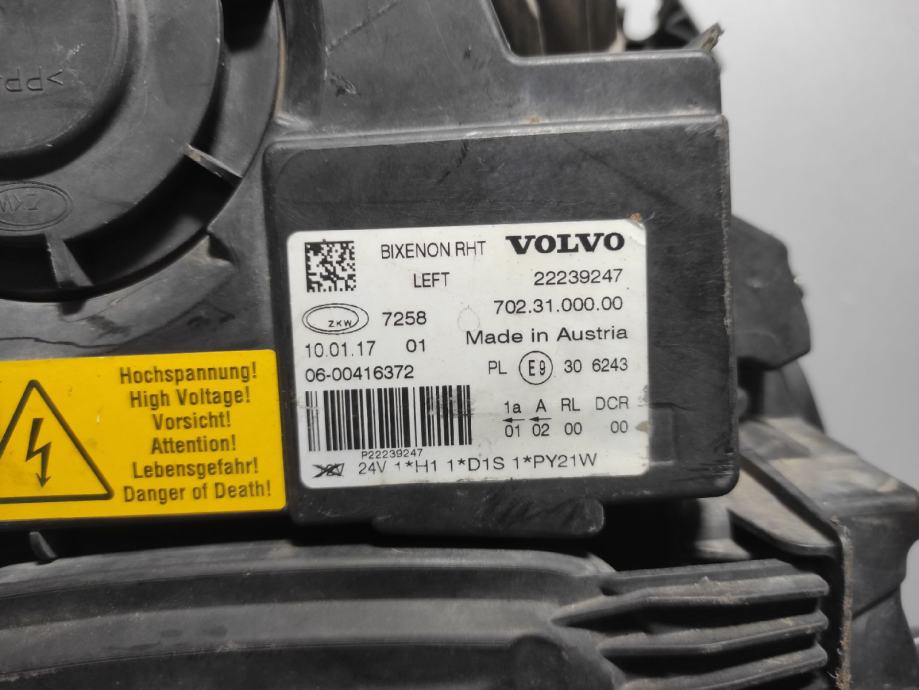 BIXENON RHT VOLVO
LEFT 22239247
ZKW 7258 702.31.000.00
10.01.17 01 Made in Austria
06-00416372 PL E9 30 6243
1a A RL DCR
01 02 00 00
P22239247
24V 1*H1 1*D1S 1*PY21W
Hochspannung!
High Voltage!
Vorsicht!
Attention!
Lebensgefahr!
Danger of Death!
ZKW